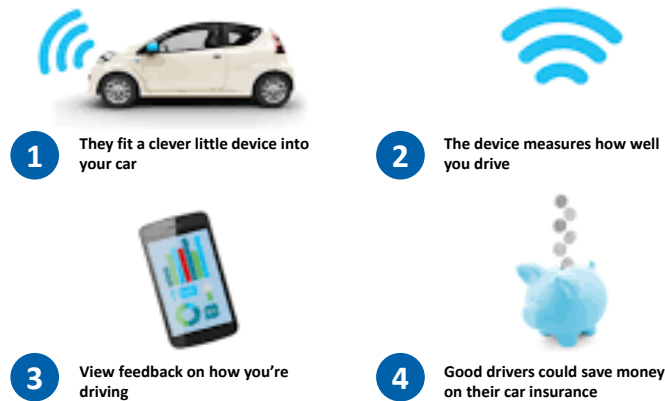 1
They fit a clever little device into
your car
2
The device measures how well
you drive
3
View feedback on how you’re
driving
4
Good drivers could save money
on their car insurance